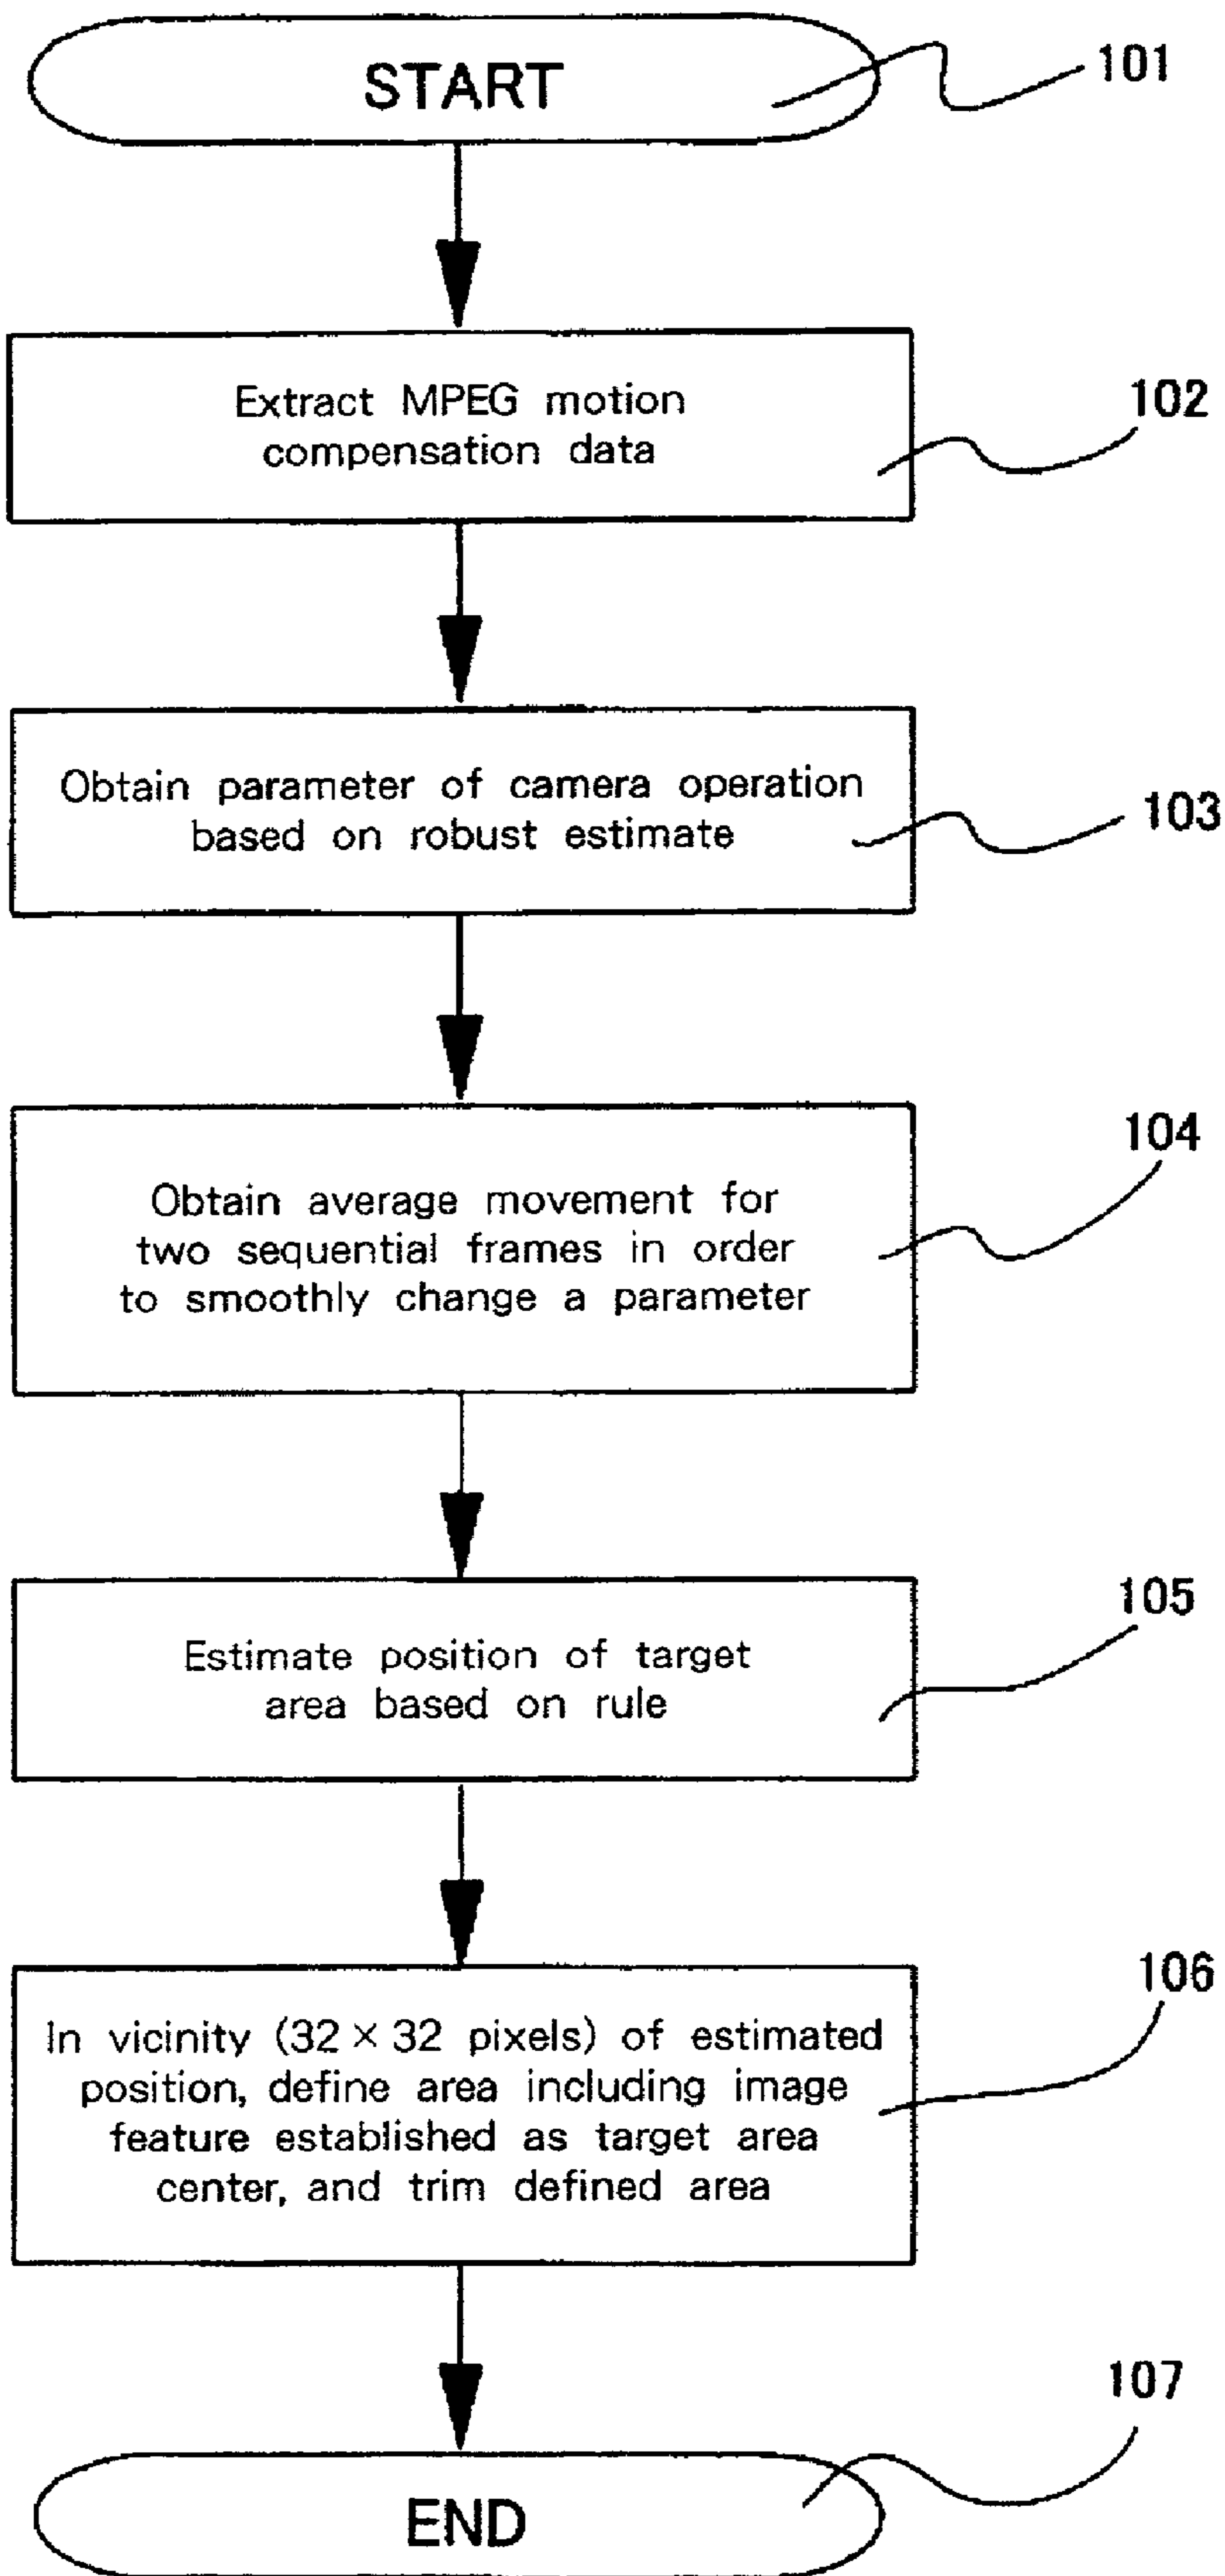 START
101
Extract MPEG motion
compensation data
102
Obtain parameter of camera operation
based on robust estimate
103
Obtain average movement for
two sequential frames in order
to smoothly change a parameter
104
Estimate position of target
area based on rule
105
In vicinity (32 × 32 pixels) of estimated
position, define area including image
feature established as target area
center, and trim defined area
106
END
107